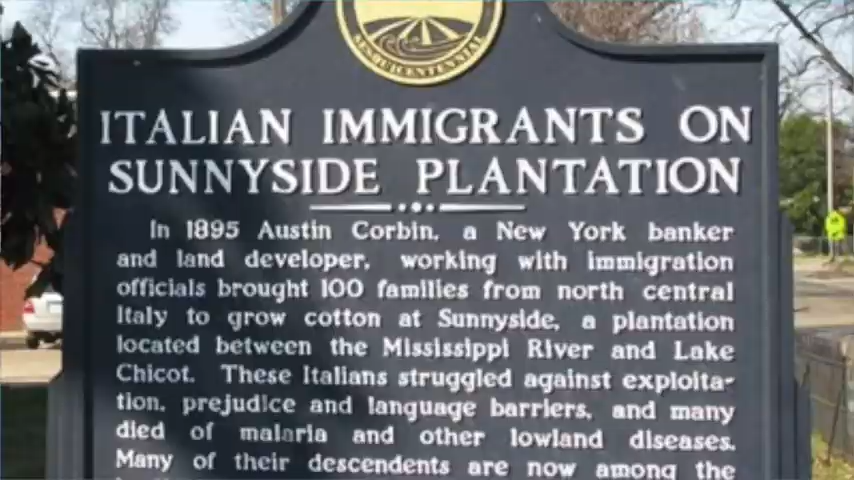 SESQUICENTENNIAL
ITALIAN IMMIGRANTS ON
SUNNYSIDE PLANTATION
In 1895 Austin Corbin, a New York banker
and land developer, working with immigration
officials brought 100 families from north central
Italy to grow cotton at Sunnyside, a plantation
located between the Mississippi River and Lake
Chicot. These Italians struggled against exploita-
tion, prejudice and language barriers, and many
died of malaria and other lowland diseases.
Many of their descendents are now among the